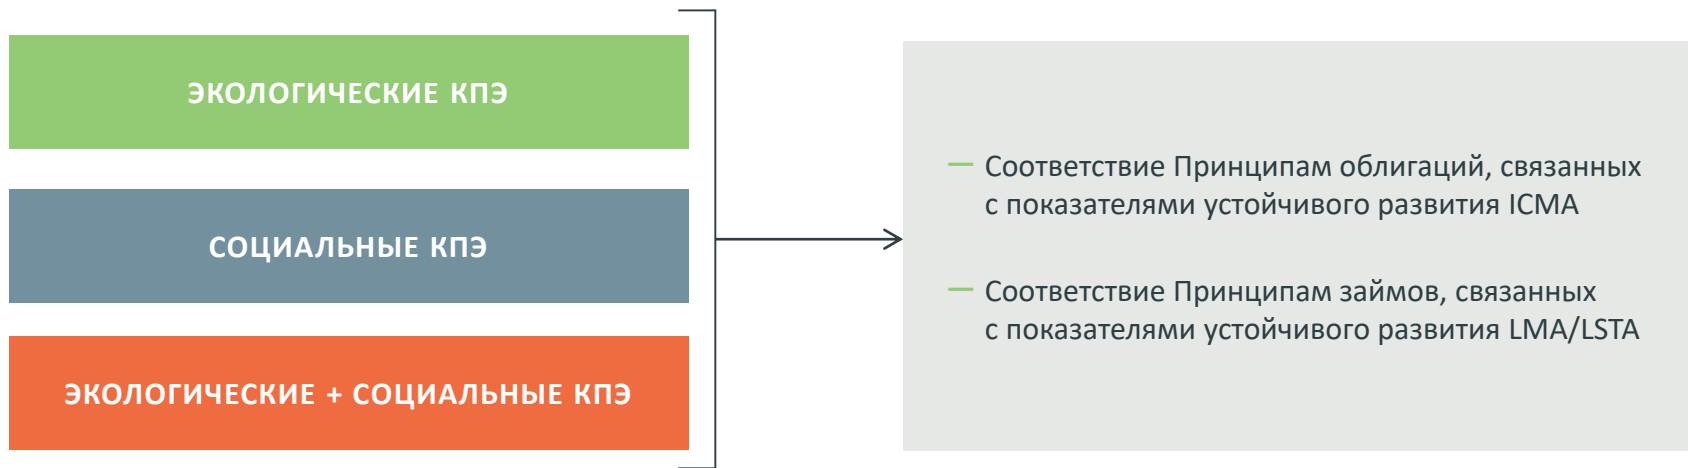 ЭКОЛОГИЧЕСКИЕ КПЭ
СОЦИАЛЬНЫЕ КПЭ
ЭКОЛОГИЧЕСКИЕ + СОЦИАЛЬНЫЕ КПЭ
— Соответствие Принципам облигаций, связанных
с показателями устойчивого развития ICMA
— Соответствие Принципам займов, связанных
с показателями устойчивого развития LMA/LSTA